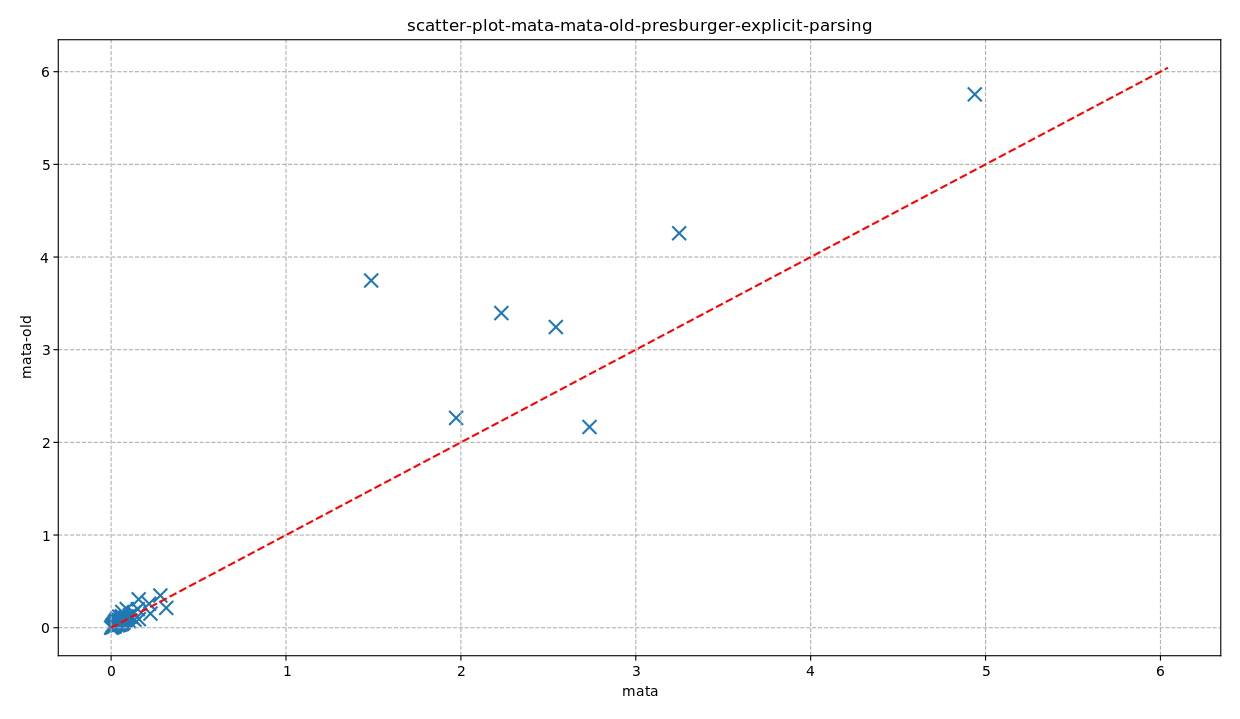 scatter-plot-mata-mata-old-presburger-explicit-parsing
6
5
4
3
2
1
0
mata-old
0 1 2 3 4 5 6
mata